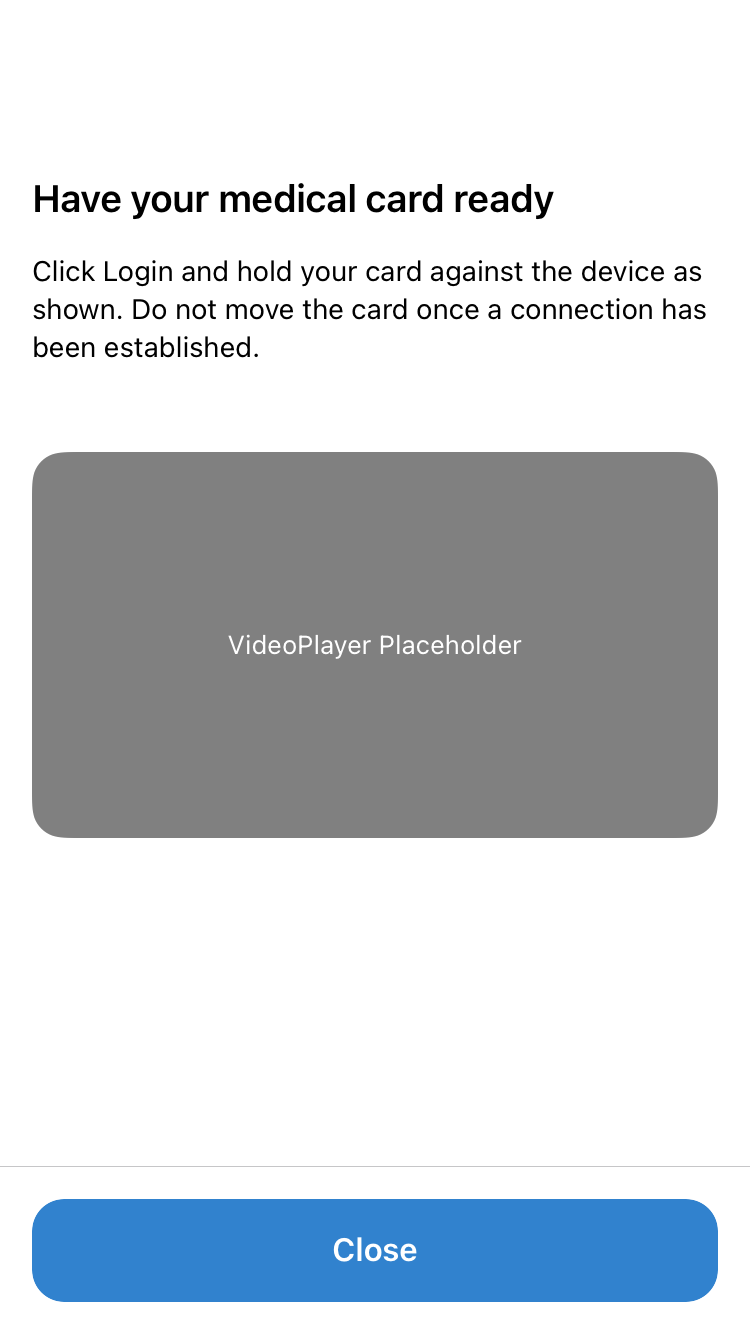 Have your medical card ready
Click Login and hold your card against the device as
shown. Do not move the card once a connection has
been established.
VideoPlayer Placeholder
Close